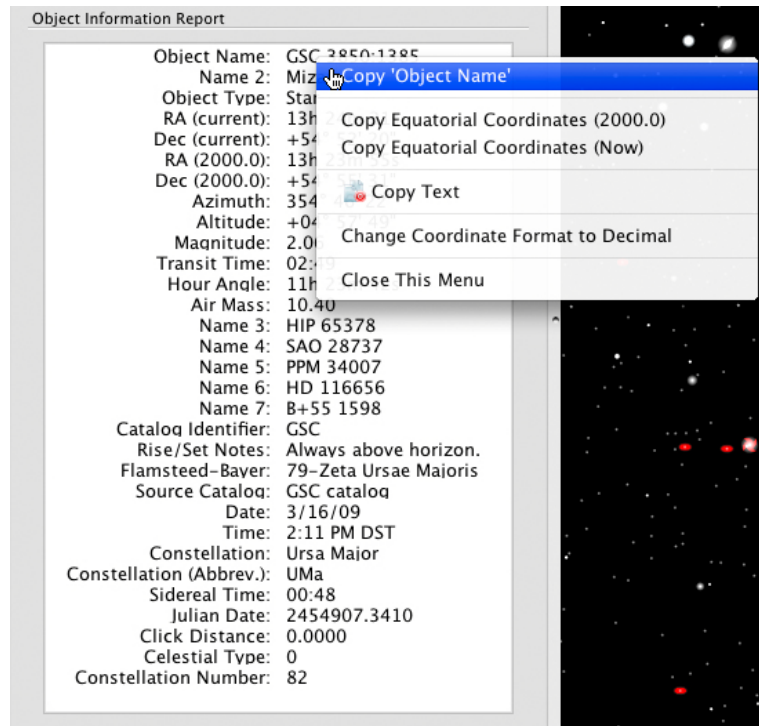 Object Information Report
Object Name: GSC 3850:1385
Name 2: Miz
Object Type: Star
RA (current): 13h
Dec (current): +54°
RA (2000.0): 13h 23m 55s
Dec (2000.0): +54° 55' 31"
Azimuth: 354°
Altitude: +04° 52' 49"
Magnitude: 2.06
Transit Time: 02:49
Hour Angle: 11h
Air Mass: 10.40
Name 3: HIP 65378
Name 4: SAO 28737
Name 5: PPM 34007
Name 6: HD 116656
Name 7: B+55 1598
Catalog Identifier: GSC
Rise/Set Notes: Always above horizon.
Flamsteed-Bayer: 79-Zeta Ursae Majoris
Source Catalog: GSC catalog
Date: 3/16/09
Time: 2:11 PM DST
Constellation: Ursa Major
Constellation (Abbrev.): UMa
Sidereal Time: 00:48
Julian Date: 2454907.3410
Click Distance: 0.0000
Celestial Type: 0
Constellation Number: 82
Copy 'Object Name'
Copy Equatorial Coordinates (2000.0)
Copy Equatorial Coordinates (Now)
Copy Text
Change Coordinate Format to Decimal
Close This Menu